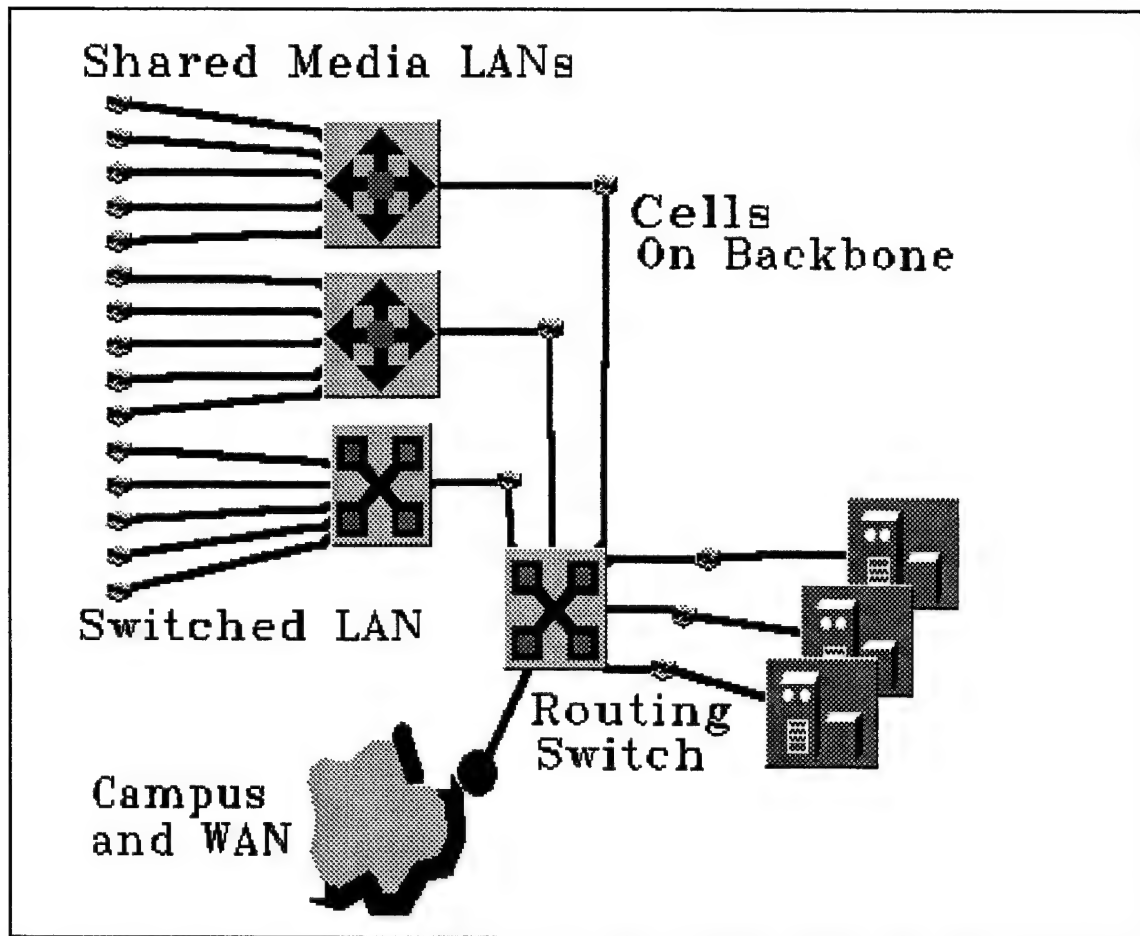 Shared Media LANs
Cells
On Backbone
Switched LAN
Routing
Switch
Campus
and WAN